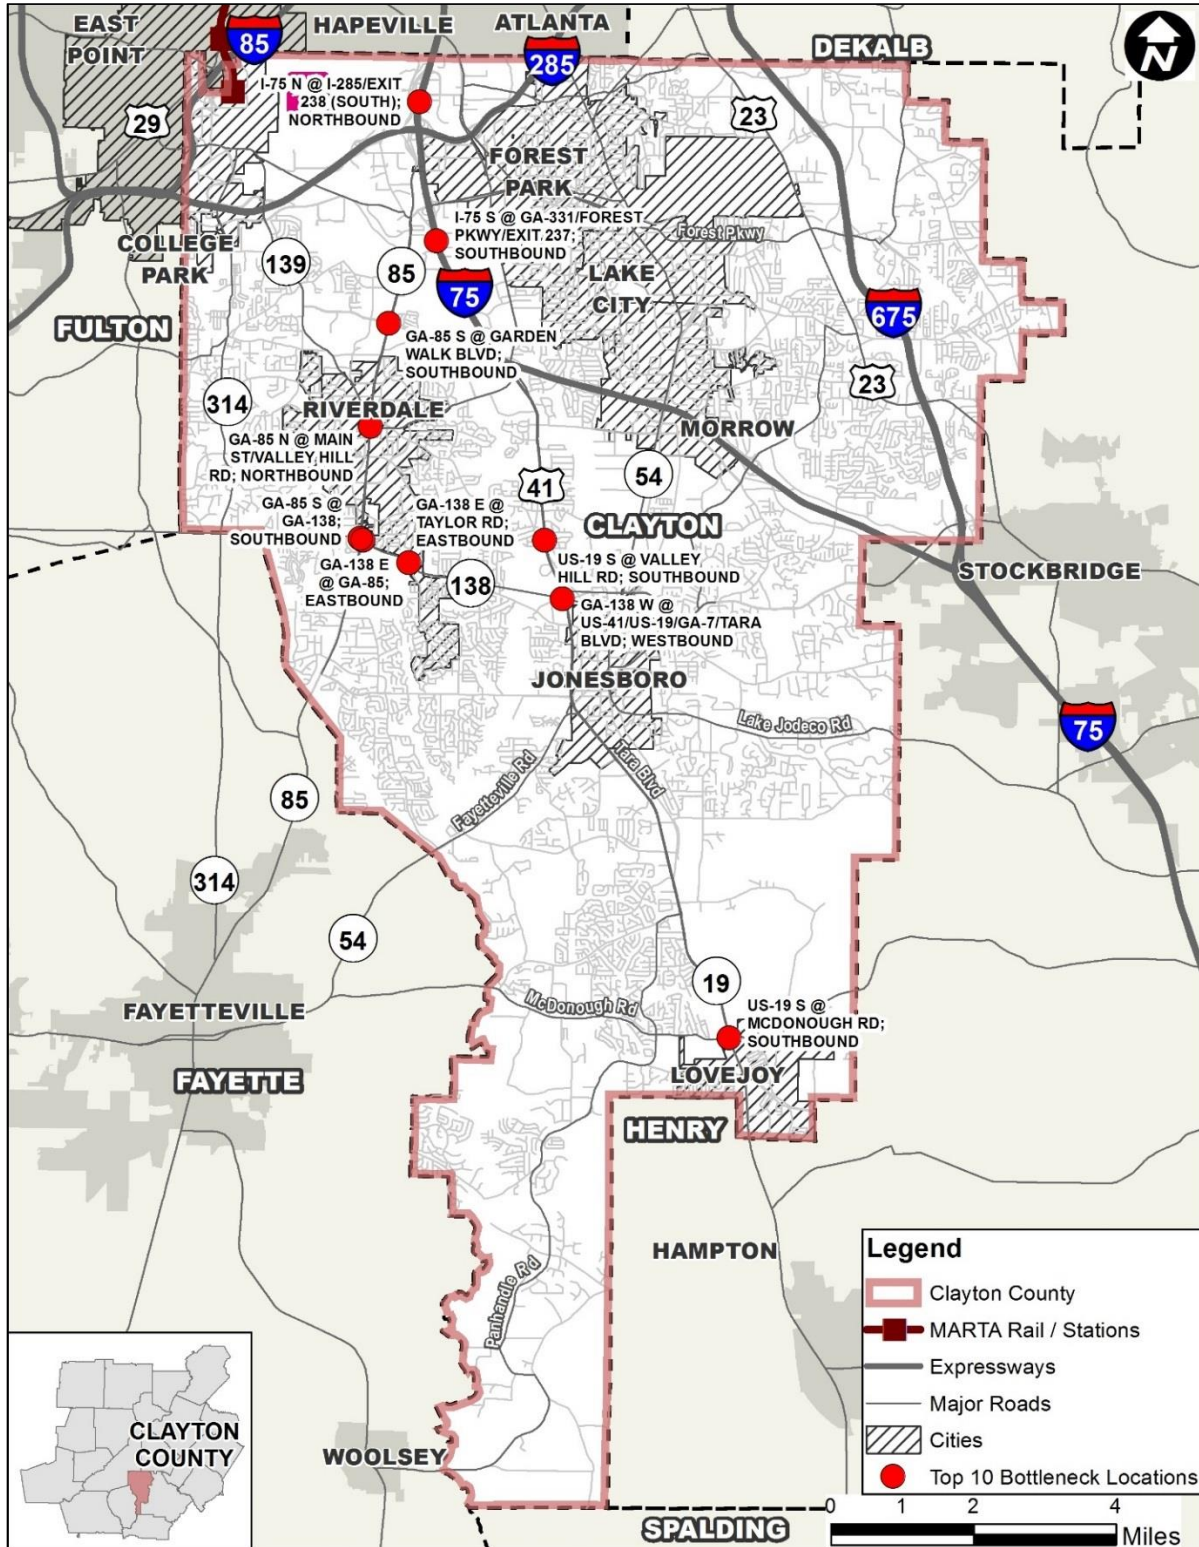 EAST
POINT
85
HAPEVILLE
ATLANTA
285
DEKALB
N
29
I-75 N @ I-285/EXIT
238 (SOUTH);
NORTHBOUND
23
FOREST
PARK
COLLEGE
PARK
139
85
I-75 S @ GA-331/FOREST
PKWY/EXIT 237;
SOUTHBOUND
Forest Pkwy
LAKE
CITY
75
675
FULTON
GA-85 S @ GARDEN
WALK BLVD;
SOUTHBOUND
23
314
RIVERDALE
MORROW
GA-85 N @ MAIN
ST/VALLEY HILL
RD; NORTHBOUND
54
41
GA-85 S @
GA-138;
SOUTHBOUND
GA-138 E @
TAYLOR RD;
EASTBOUND
CLAYTON
GA-138 E
@ GA-85;
EASTBOUND
138
US-19 S @ VALLEY
HILL RD; SOUTHBOUND
STOCKBRIDGE
GA-138 W @
US-41/US-19/GA-7/TARA
BLVD; WESTBOUND
JONESBORO
Lake Jodeco Rd
75
Tara Blvd
Fayetteville Rd
85
314
54
19
FAYETTEVILLE
McDonough Rd
US-19 S @
MCDONOUGH RD;
SOUTHBOUND
FAYETTE
LOVEJOY
HENRY
HAMPTON
Panhandle Rd
WOOLSEY
SPALDING
CLAYTON
COUNTY
Legend
Clayton County
MARTA Rail / Stations
Expressways
Major Roads
Cities
Top 10 Bottleneck Locations
0 1 2 4
Miles